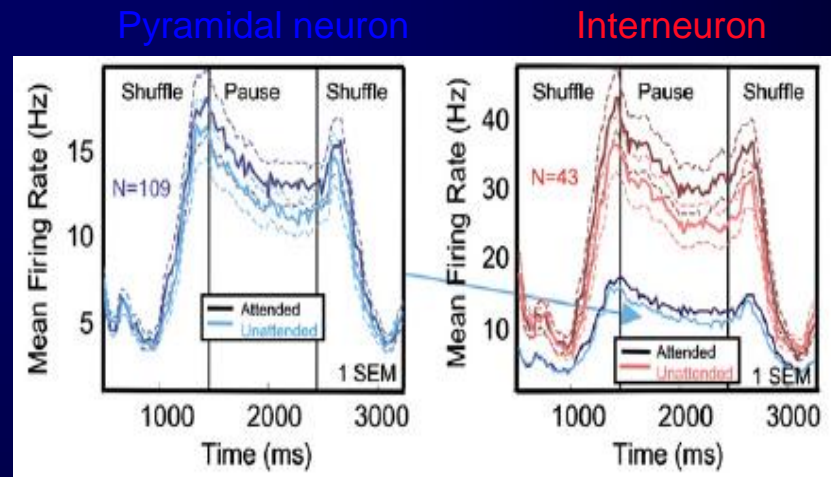 Pyramidal neuron
Interneuron
Mean Firing Rate (Hz)
15
10
5
Shuffle
Pause
Shuffle
N=109
Attended
Unattended
1 SEM
1000 2000 3000
Time (ms)
Mean Firing Rate (Hz)
40
30
20
10
Shuffle
Pause
Shuffle
N=43
Attended
Unattended
1 SEM
1000 2000 3000
Time (ms)